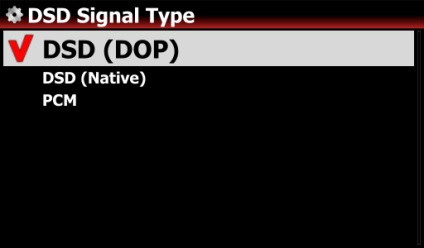 DSD Signal Type
DSD (DOP)
DSD (Native)
PCM